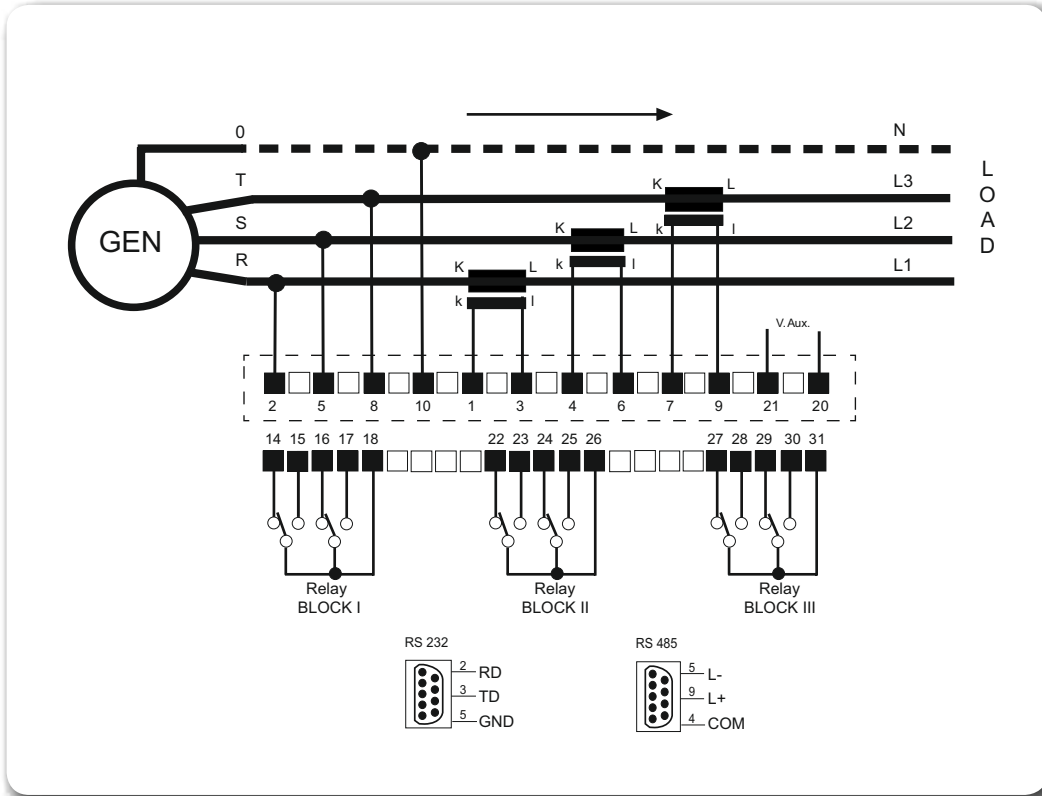 0
N
T
K
L
L3
S
K
L
k
l
L2
GEN
R
K
L
k
l
L1
k
l
LOAD
V. Aux.
2 5 8 10 1 3 4 6 7 9 21 20
14 15 16 17 18 22 23 24 25 26 27 28 29 30 31
Relay
BLOCK I
Relay
BLOCK II
Relay
BLOCK III
RS 232
2 RD
3 TD
5 GND
RS 485
5 L-
9 L+
4 COM